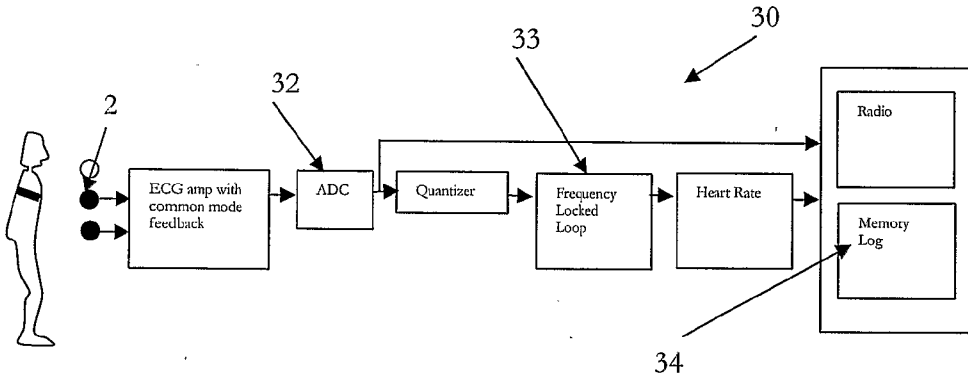 30
33
32
2
Radio
ECG amp with
common mode
feedback
ADC
Quantizer
Frequency
Locked
Loop
Heart Rate
Memory
Log
34